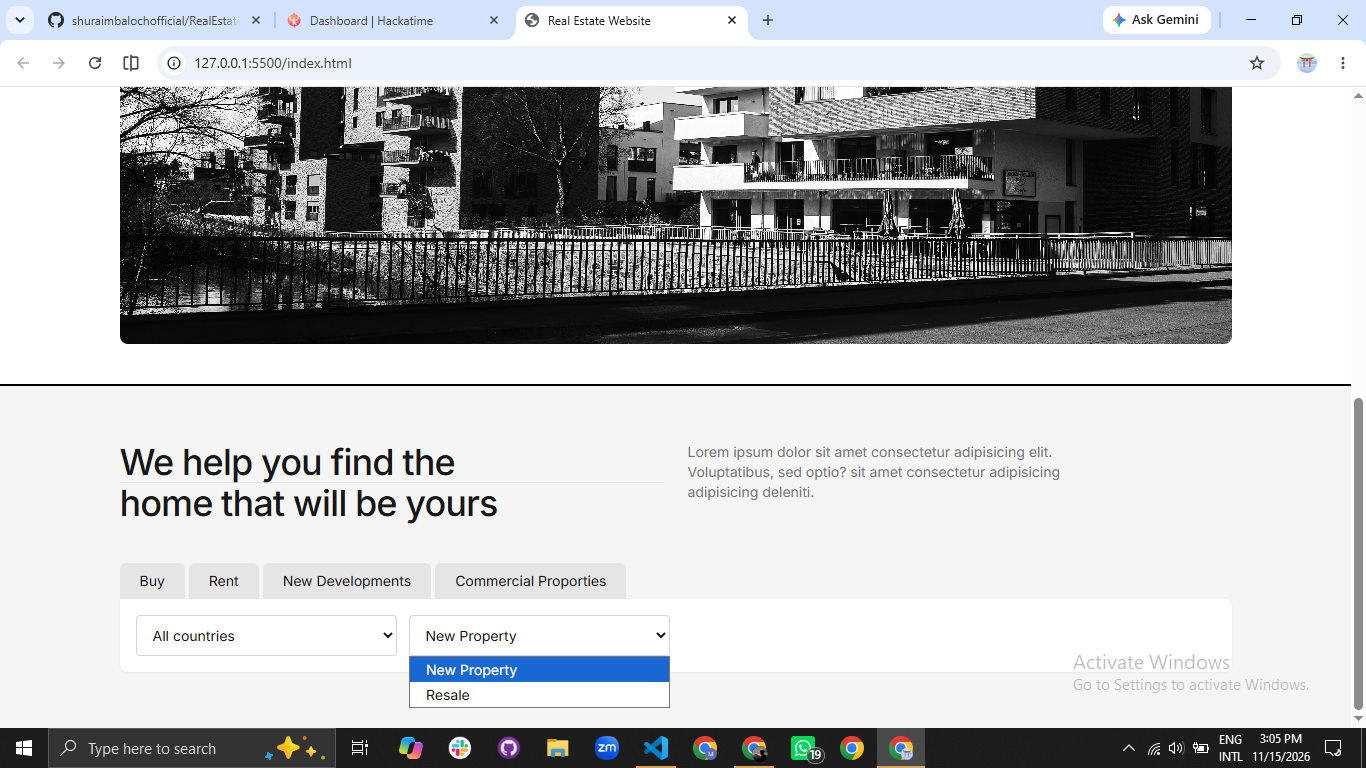 shuraimbalochofficial/RealEstat
Dashboard | Hackatime
Real Estate Website
Ask Gemini
127.0.0.1:5500/index.html
We help you find the
home that will be yours
Lorem ipsum dolor sit amet consectetur adipisicing elit.
Voluptatibus, sed optio? sit amet consectetur adipisicing
adipisicing deleniti.
Buy
Rent
New Developments
Commercial Proporties
All countries
New Property
New Property
Resale
Activate Windows
Go to Settings to activate Windows.
Type here to search
zm
19
ENG
INTL
3:05 PM
11/15/2026